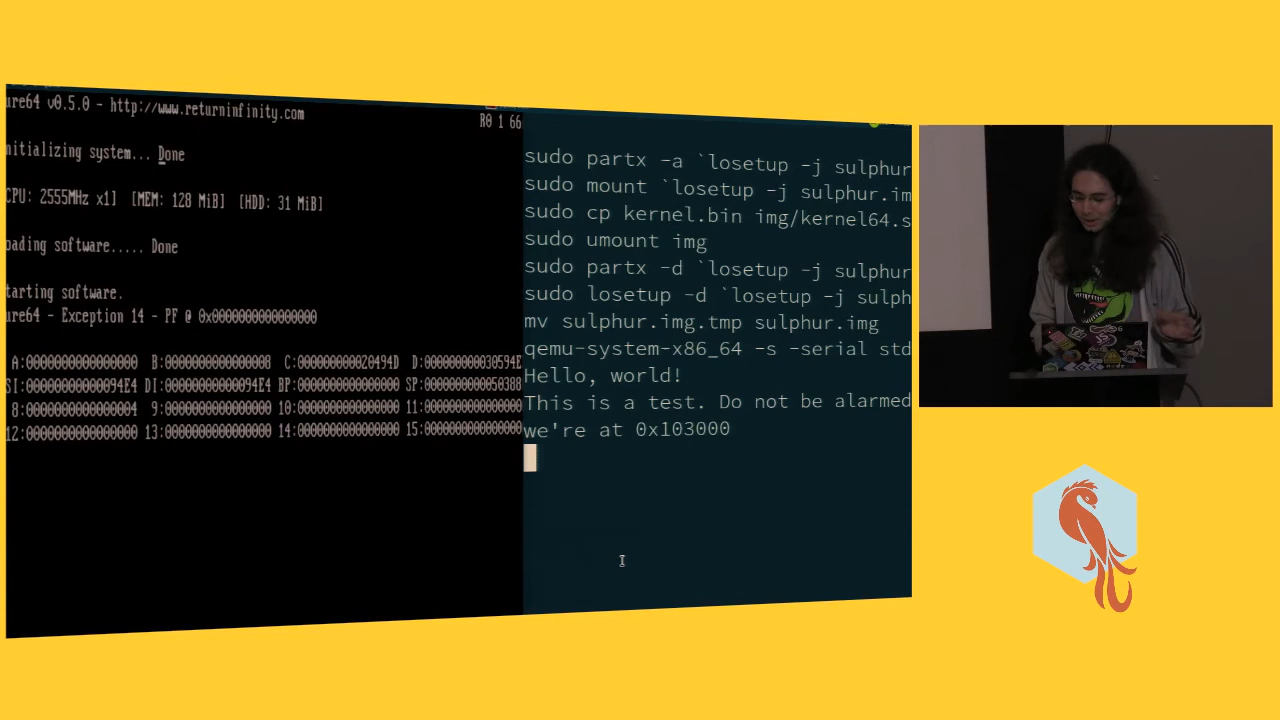 ure64 v0.5.0 - http://www.returninfinity.com
R0 1 66
nitializing system... Done
CPU: 2555MHz x1] [MEM: 128 MiB] [HDD: 31 MiB]
oading software..... Done
tarting software.
ure64 - Exception 14 - PF @ 0x0000000000000000
A:0000000000000000 B:0000000000000008 C:000000000020494D D:000000000030594E
SI:00000000000094E4 DI:00000000000094E4 BP:0000000000000000 SP:0000000000050388
8:0000000000000004 9:0000000000000000 10:0000000000000000 11:0000000000000000
12:0000000000000000 13:0000000000000000 14:0000000000000000 15:0000000000000000
sudo partx -a `losetup -j sulphur
sudo mount `losetup -j sulphur.im
sudo cp kernel.bin img/kernel64.s
sudo umount img
sudo partx -d `losetup -j sulphur
sudo losetup -d `losetup -j sulph
mv sulphur.img.tmp sulphur.img
qemu-system-x86_64 -s -serial std
Hello, world!
This is a test. Do not be alarmed
we're at 0x103000